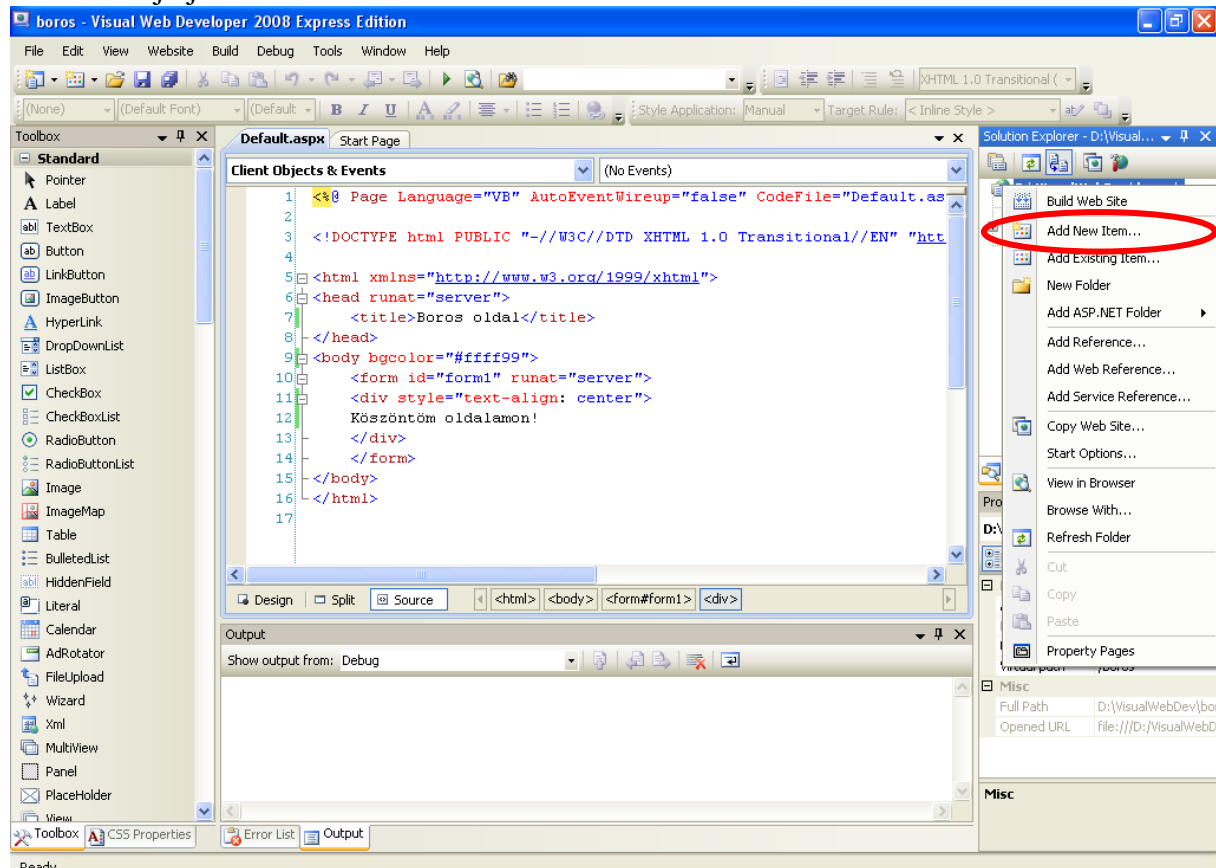 boros - Visual Web Developer 2008 Express Edition
File Edit View Website Build Debug Tools Window Help
XHTML 1.0 Transitional (
(None) (Default Font) (Default B I U A Style Application: Manual Target Rule: < Inline Style >
Toolbox
Standard
Pointer
A Label
abl TextBox
ab Button
ab LinkButton
ImageButton
A HyperLink
DropDownList
ListBox
CheckBox
CheckBoxList
RadioButton
RadioButtonList
Image
ImageMap
Table
BulletedList
abl HiddenField
Literal
Calendar
AdRotator
FileUpload
Wizard
Xml
MultiView
Panel
PlaceHolder
View
Toolbox CSS Properties
Default.aspx Start Page
Client Objects & Events (No Events)
1 <%@ Page Language="VB" AutoEventWireup="false" CodeFile="Default.as
2
3 <!DOCTYPE html PUBLIC "-//W3C//DTD XHTML 1.0 Transitional//EN" "htt
4
5 <html xmlns="http://www.w3.org/1999/xhtml">
6 <head runat="server">
7 <title>Boros oldal</title>
8 </head>
9 <body bgcolor="#ffff99">
10 <form id="form1" runat="server">
11 <div style="text-align: center">
12 Köszöntöm oldalamon!
13 </div>
14 </form>
15 </body>
16 </html>
17
Design Split Source <html> <body> <form#form1> <div>
Output
Show output from: Debug
Error List Output
Solution Explorer - D:\Visual...
Build Web Site
Add New Item...
Add Existing Item...
New Folder
Add ASP.NET Folder
Add Reference...
Add Web Reference...
Add Service Reference...
Copy Web Site...
Start Options...
View in Browser
Browse With...
Refresh Folder
Cut
Copy
Paste
Property Pages
Pro
D:\
Virtual path /boros
Misc
Full Path D:\VisualWebDev\bo
Opened URL file:///D:/VisualWebD
Misc
Ready